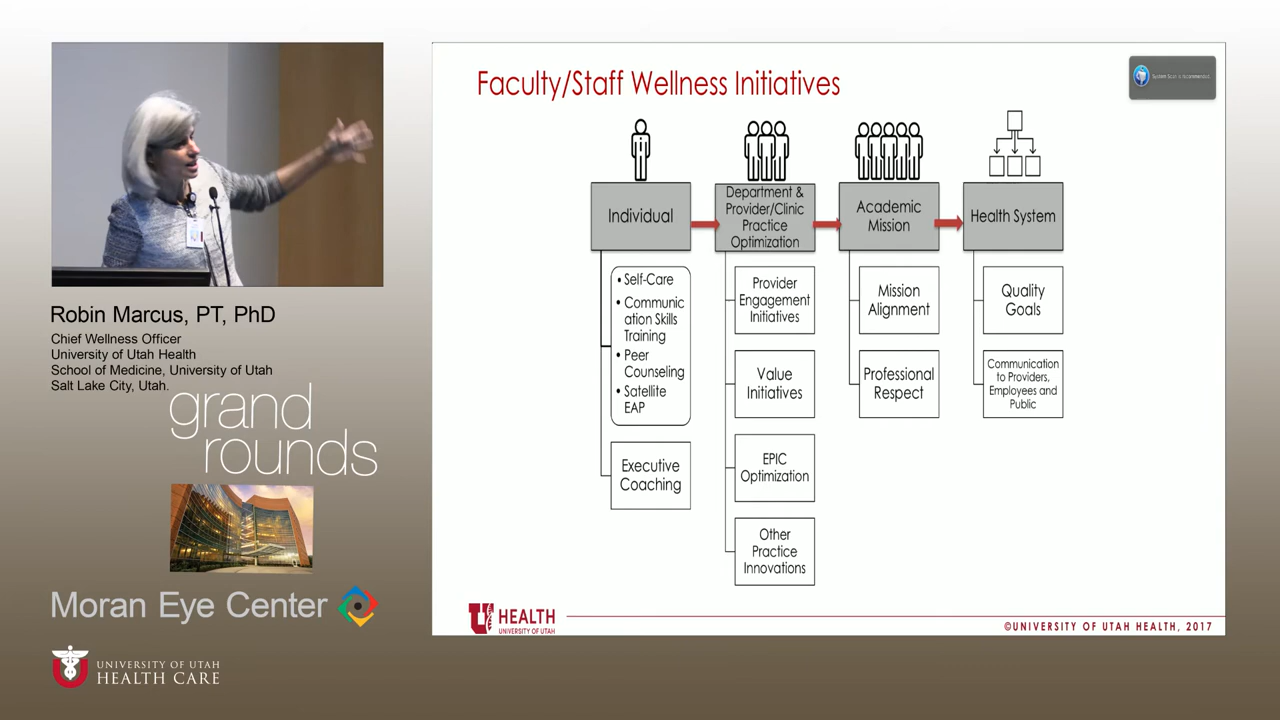 Faculty/Staff Wellness Initiatives
System Scan is recommended.
Individual
• Self-Care
• Communic
ation Skills
Training
• Peer
Counseling
• Satellite
EAP
Executive
Coaching
Department &
Provider/Clinic
Practice
Optimization
Provider
Engagement
Initiatives
Value
Initiatives
EPIC
Optimization
Other
Practice
Innovations
Academic
Mission
Mission
Alignment
Professional
Respect
Health System
Quality
Goals
Communication
to Providers,
Employees and
Public
U HEALTH
UNIVERSITY OF UTAH
©UNIVERSITY OF UTAH HEALTH, 2017
Robin Marcus, PT, PhD
Chief Wellness Officer
University of Utah Health
School of Medicine, University of Utah
Salt Lake City, Utah.
grand
rounds
Moran Eye Center
U
UNIVERSITY OF UTAH
HEALTH CARE